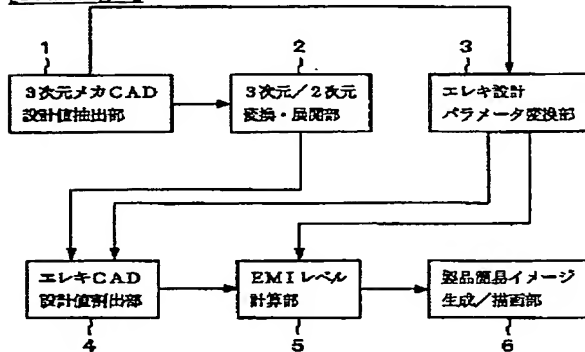 1
3次元メカCAD
設計値抽出部
2
3次元/2次元
変換・展開部
3
エレキ設計
パラメータ変換部
エレキCAD
設計値割出部
4
EMIレベル
計算部
5
製品簡易イメージ
生成/描画部
6